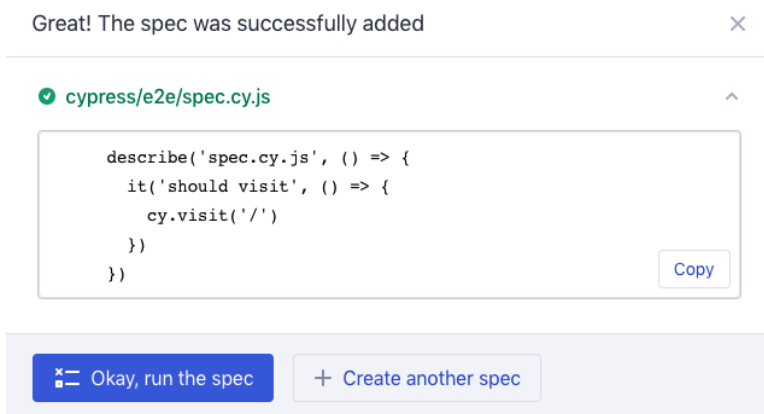 Great! The spec was successfully added
cypress/e2e/spec.cy.js
describe('spec.cy.js', () => {
  it('should visit', () => {
    cy.visit('/')
  })
})
Copy
Okay, run the spec
Create another spec